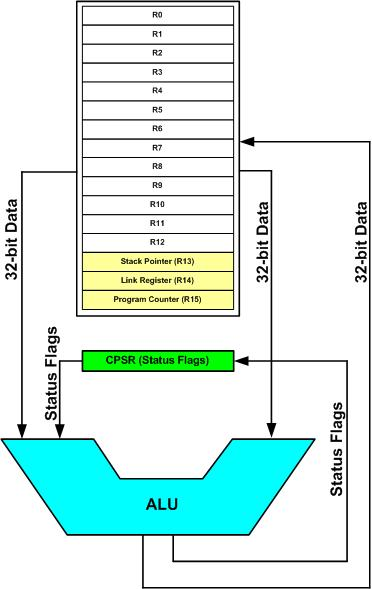 R0
R1
R2
R3
R4
R5
R6
R7
R8
R9
R10
R11
R12
Stack Pointer (R13)
Link Register (R14)
Program Counter (R15)
32-bit Data
32-bit Data
32-bit Data
CPSR (Status Flags)
Status Flags
Status Flags
ALU